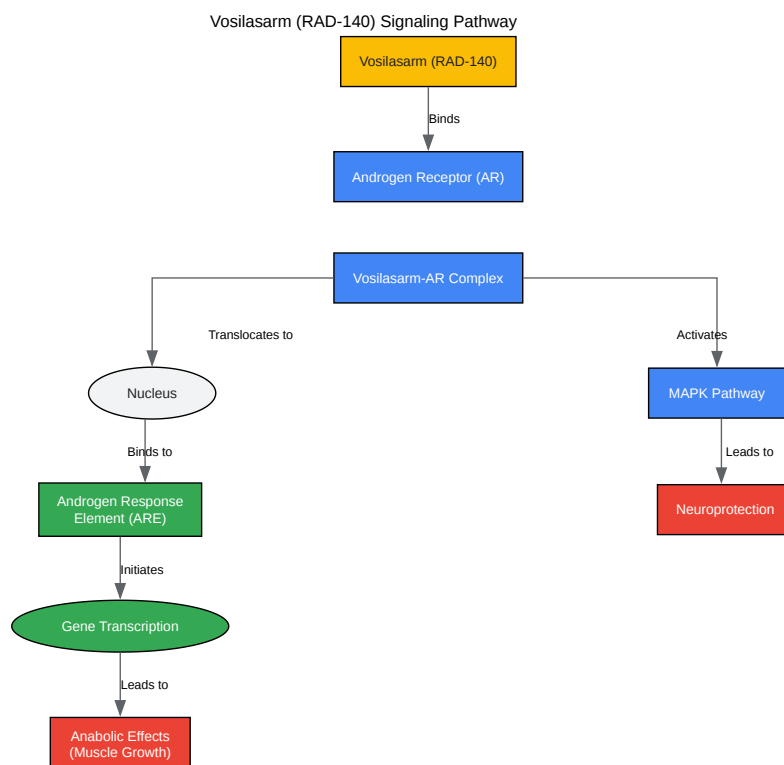 Vosilasarm (RAD-140) Signaling Pathway
Vosilasarm (RAD-140)
Binds
Androgen Receptor (AR)
Vosilasarm-AR Complex
Translocates to
Activates
Nucleus
MAPK Pathway
Binds to
Leads to
Androgen Response
Element (ARE)
Neuroprotection
Initiates
Gene Transcription
Leads to
Anabolic Effects
(Muscle Growth)